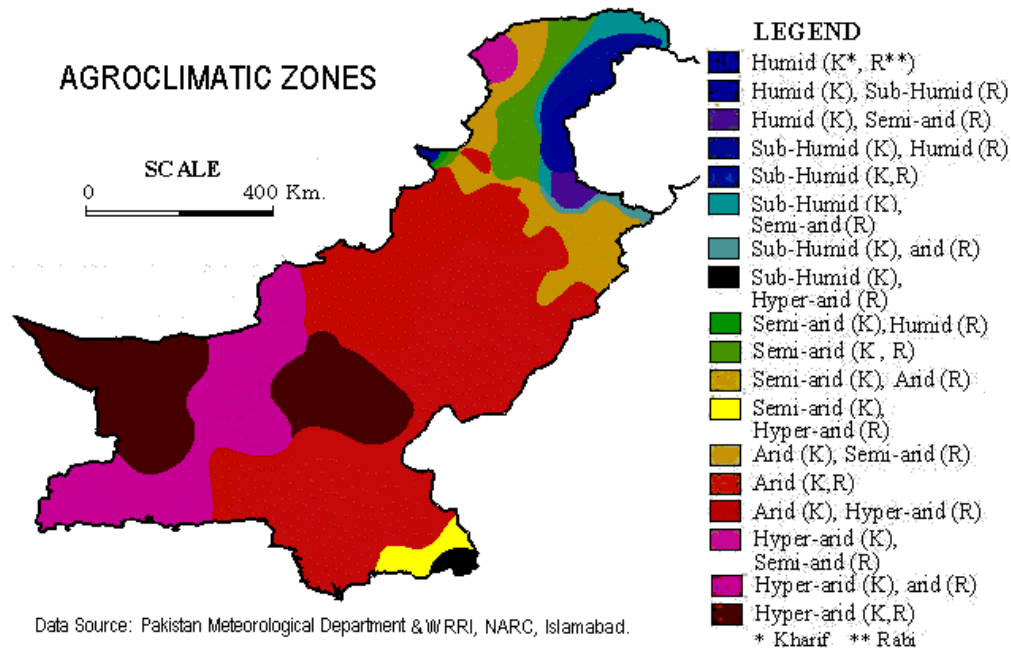 AGROCLIMATIC ZONES
SCALE
0 400 Km.
LEGEND
Humid (K*, R**)
Humid (K), Sub-Humid (R)
Humid (K), Semi-arid (R)
Sub-Humid (K), Humid (R)
Sub-Humid (K,R)
Sub-Humid (K),
Semi-arid (R)
Sub-Humid (K), and (R)
Sub-Humid (K),
Hyper-arid (R)
Semi-arid (K), Humid (R)
Semi-arid (K , R)
Semi-arid (K), Arid (R)
Semi-arid (K),
Hyper-arid (R)
Arid (K), Semi-arid (R)
Arid (K,R)
Arid (K), Hyper-arid (R)
Hyper-arid (K),
Semi-arid (R)
Hyper-arid (K), and (R)
Hyper-arid (K,R)
* Kharif ** Rabi
Data Source: Pakistan Meteorological Department & WRRI, NARC, Islamabad.